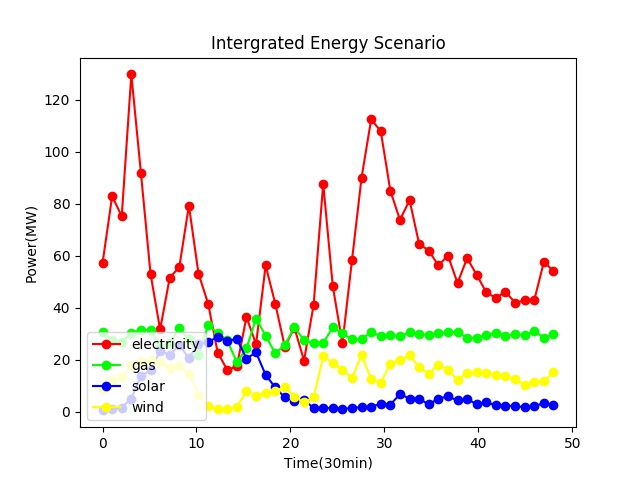 Intergrated Energy Scenario
Power(MW)
120
100
80
60
40
20
0
electricity
gas
solar
wind
0 10 20 30 40 50
Time(30min)